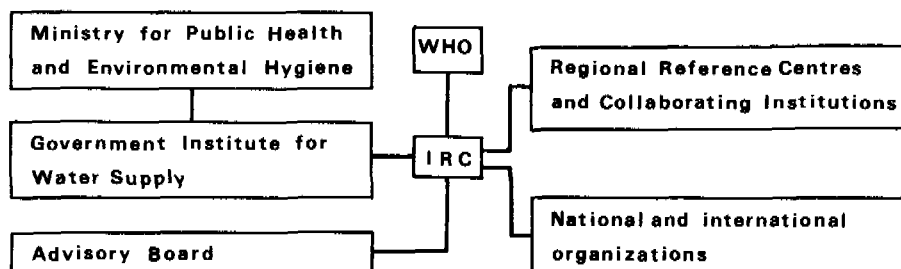 Ministry for Public Health
and Environmental Hygiene
WHO
Regional Reference Centres
and Collaborating Institutions
Government Institute for
Water Supply
IRC
National and international
organizations
Advisory Board